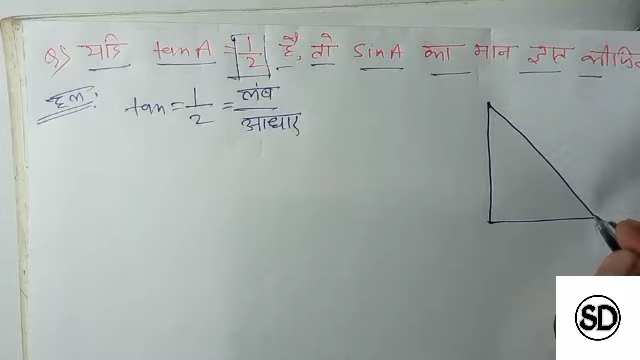 Q) यदि tanA = 1/2 है, तो sinA का मान ज्ञात
हल: tan = 1/2 = लंब/आधार
SD